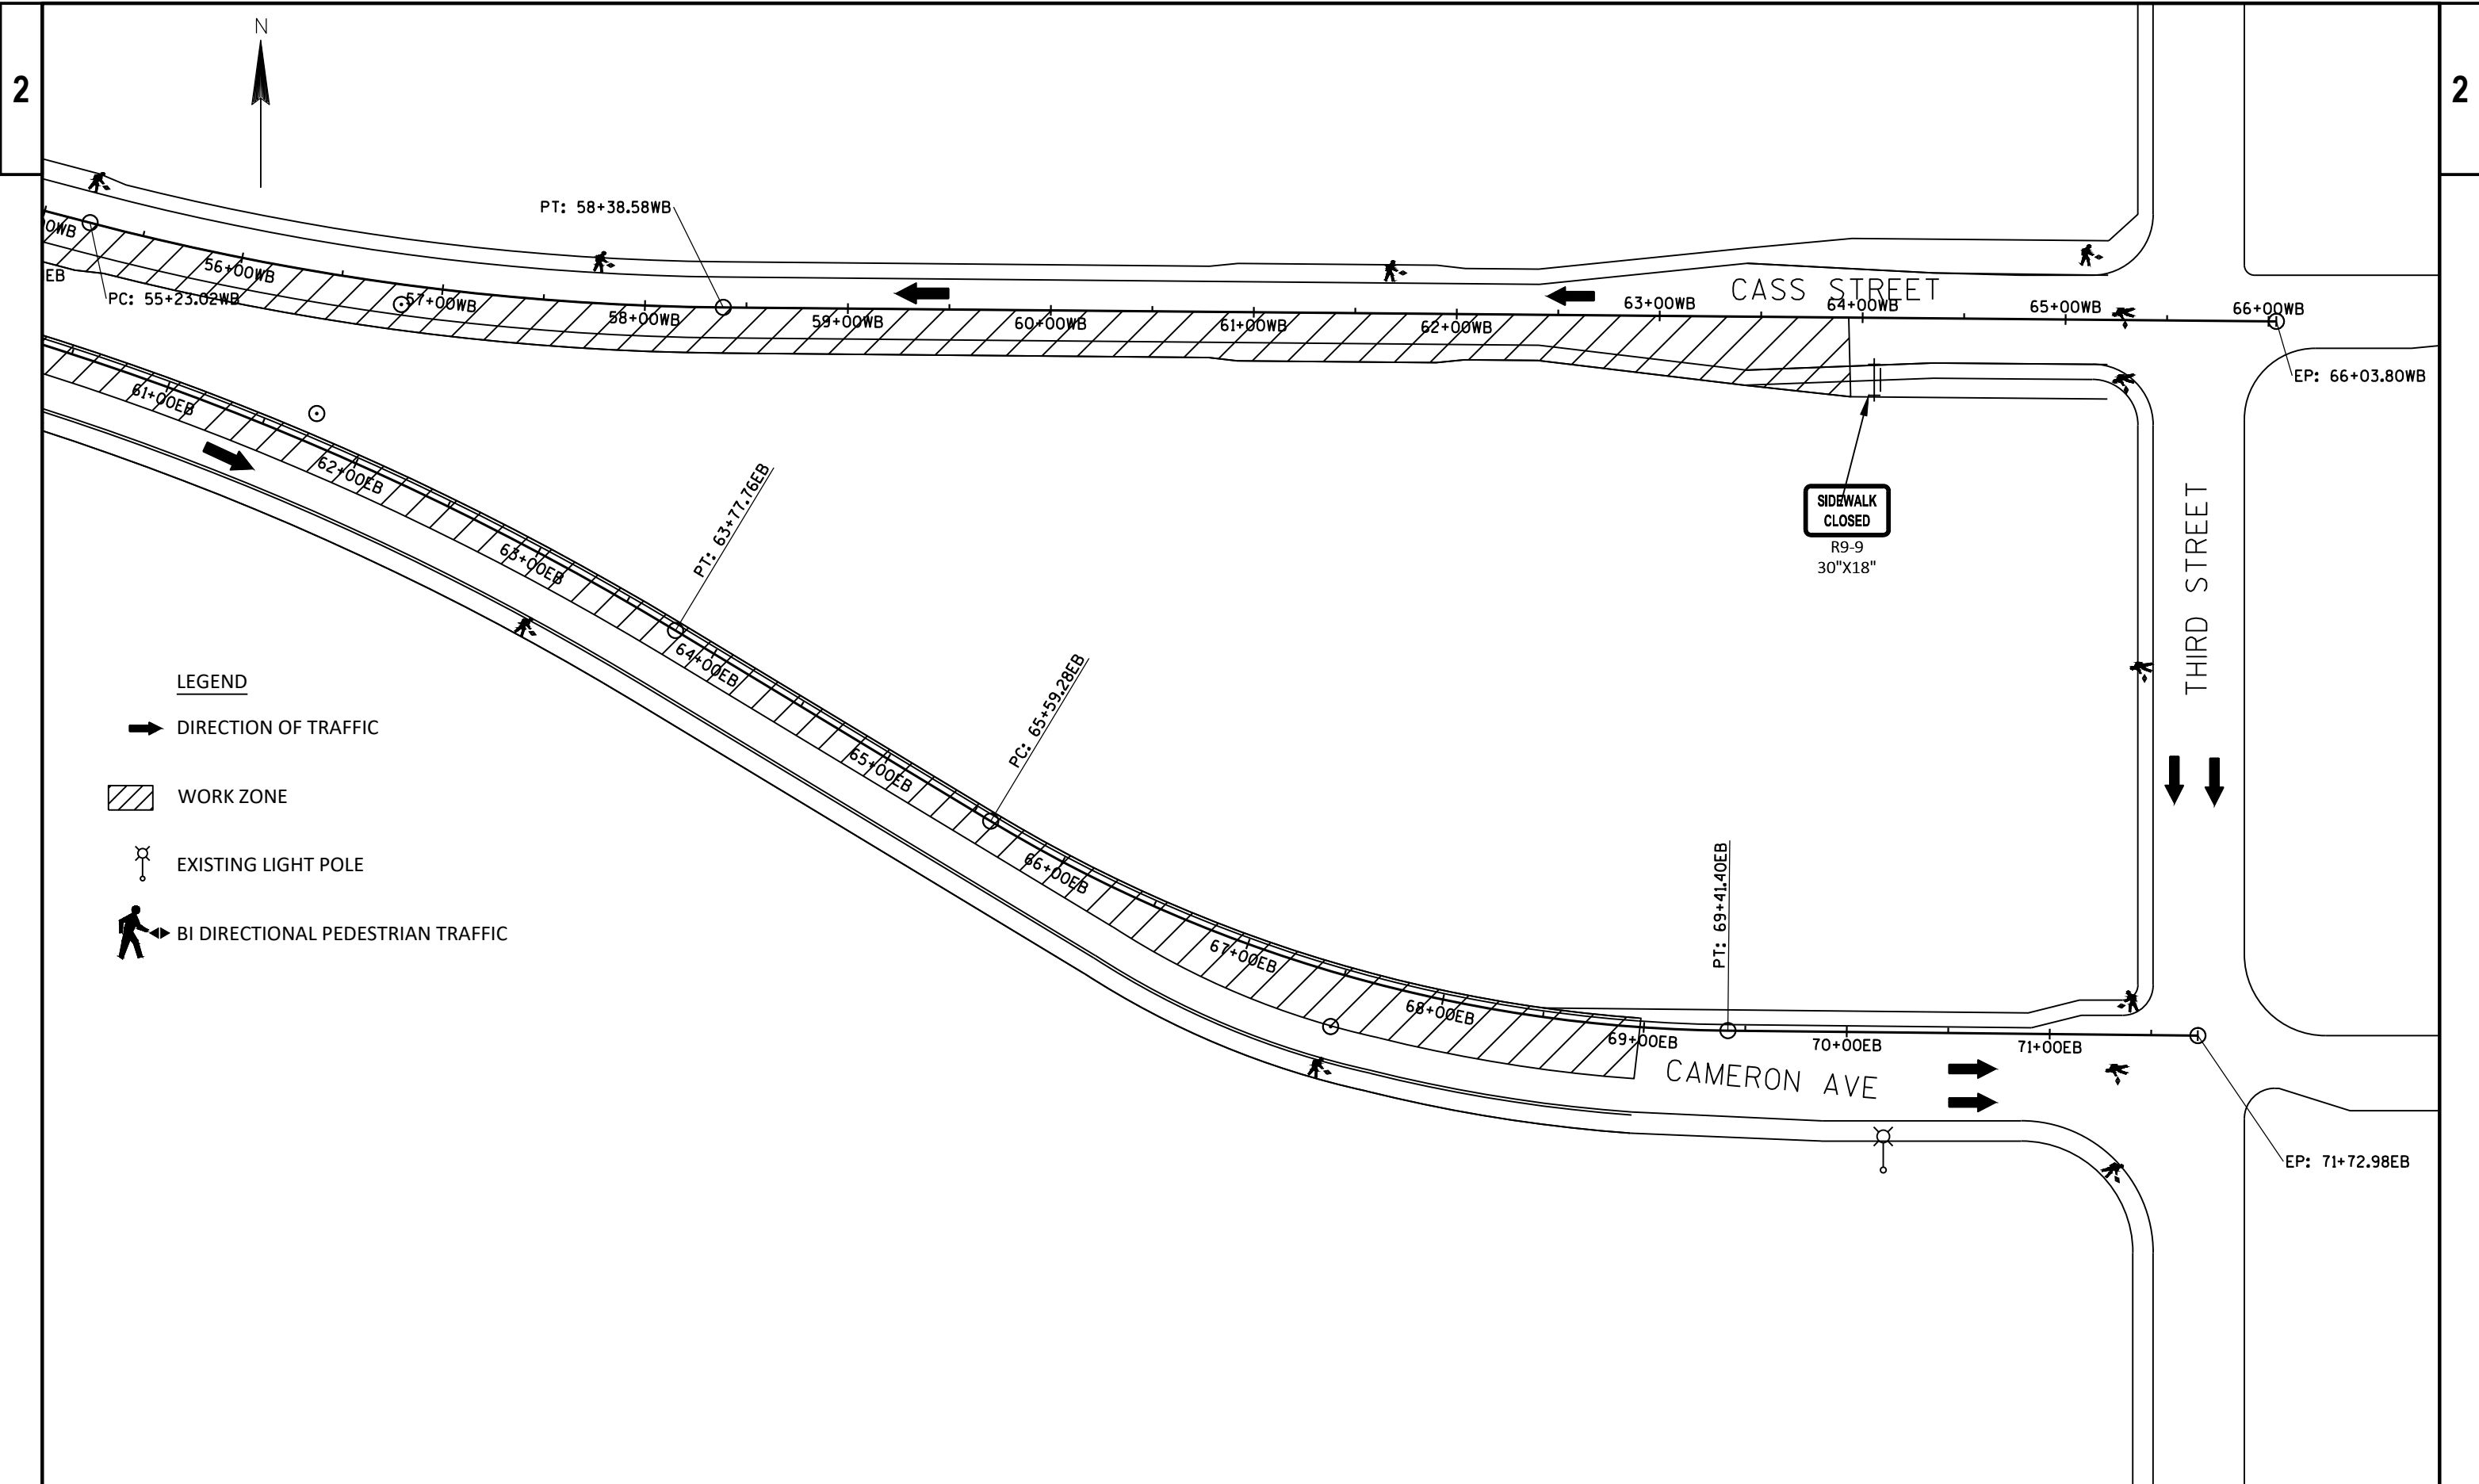 2
2
N
PT: 58+38.58WB
0WB
EB
PC: 55+23.02WB
56+00WB
57+00WB
58+00WB
59+00WB
60+00WB
61+00WB
62+00WB
63+00WB
CASS STREET
64+00WB
65+00WB
66+00WB
EP: 66+03.80WB
61+00EB
62+00EB
63+00EB
PT: 63+77.76EB
64+00EB
65+00EB
PC: 65+59.28EB
66+00EB
67+00EB
68+00EB
69+00EB
PT: 69+41.40EB
70+00EB
71+00EB
CAMERON AVE
EP: 71+72.98EB
SIDEWALK
CLOSED
R9-9
30"X18"
THIRD STREET
LEGEND
DIRECTION OF TRAFFIC
WORK ZONE
EXISTING LIGHT POLE
BI DIRECTIONAL PEDESTRIAN TRAFFIC